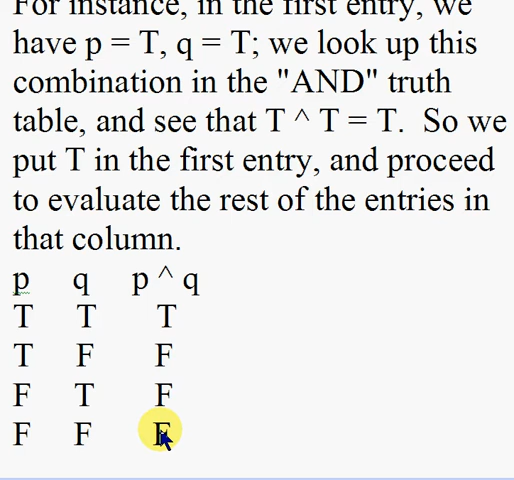 For instance, in the first entry, we
have p = T, q = T; we look up this
combination in the "AND" truth
table, and see that T ^ T = T. So we
put T in the first entry, and proceed
to evaluate the rest of the entries in
that column.
p q p ^ q
T T T
T F F
F T F
F F F